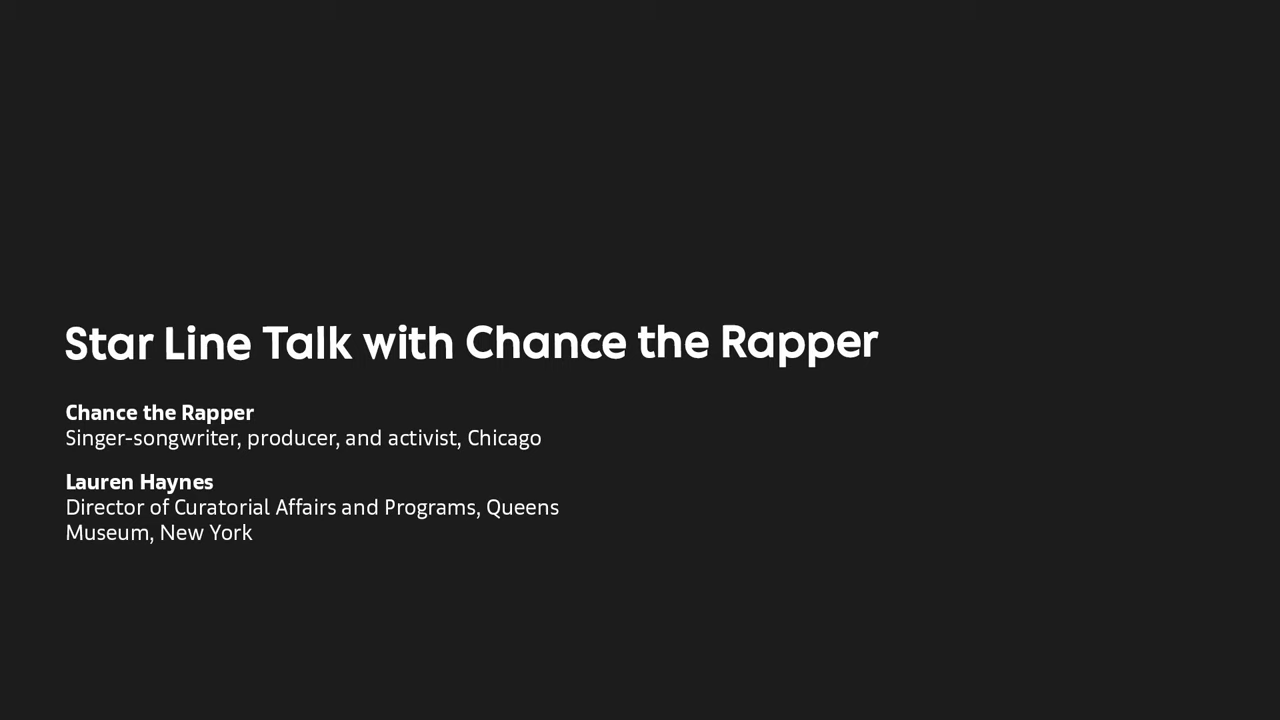 Star Line Talk with Chance the Rapper
Chance the Rapper
Singer-songwriter, producer, and activist, Chicago
Lauren Haynes
Director of Curatorial Affairs and Programs, Queens
Museum, New York